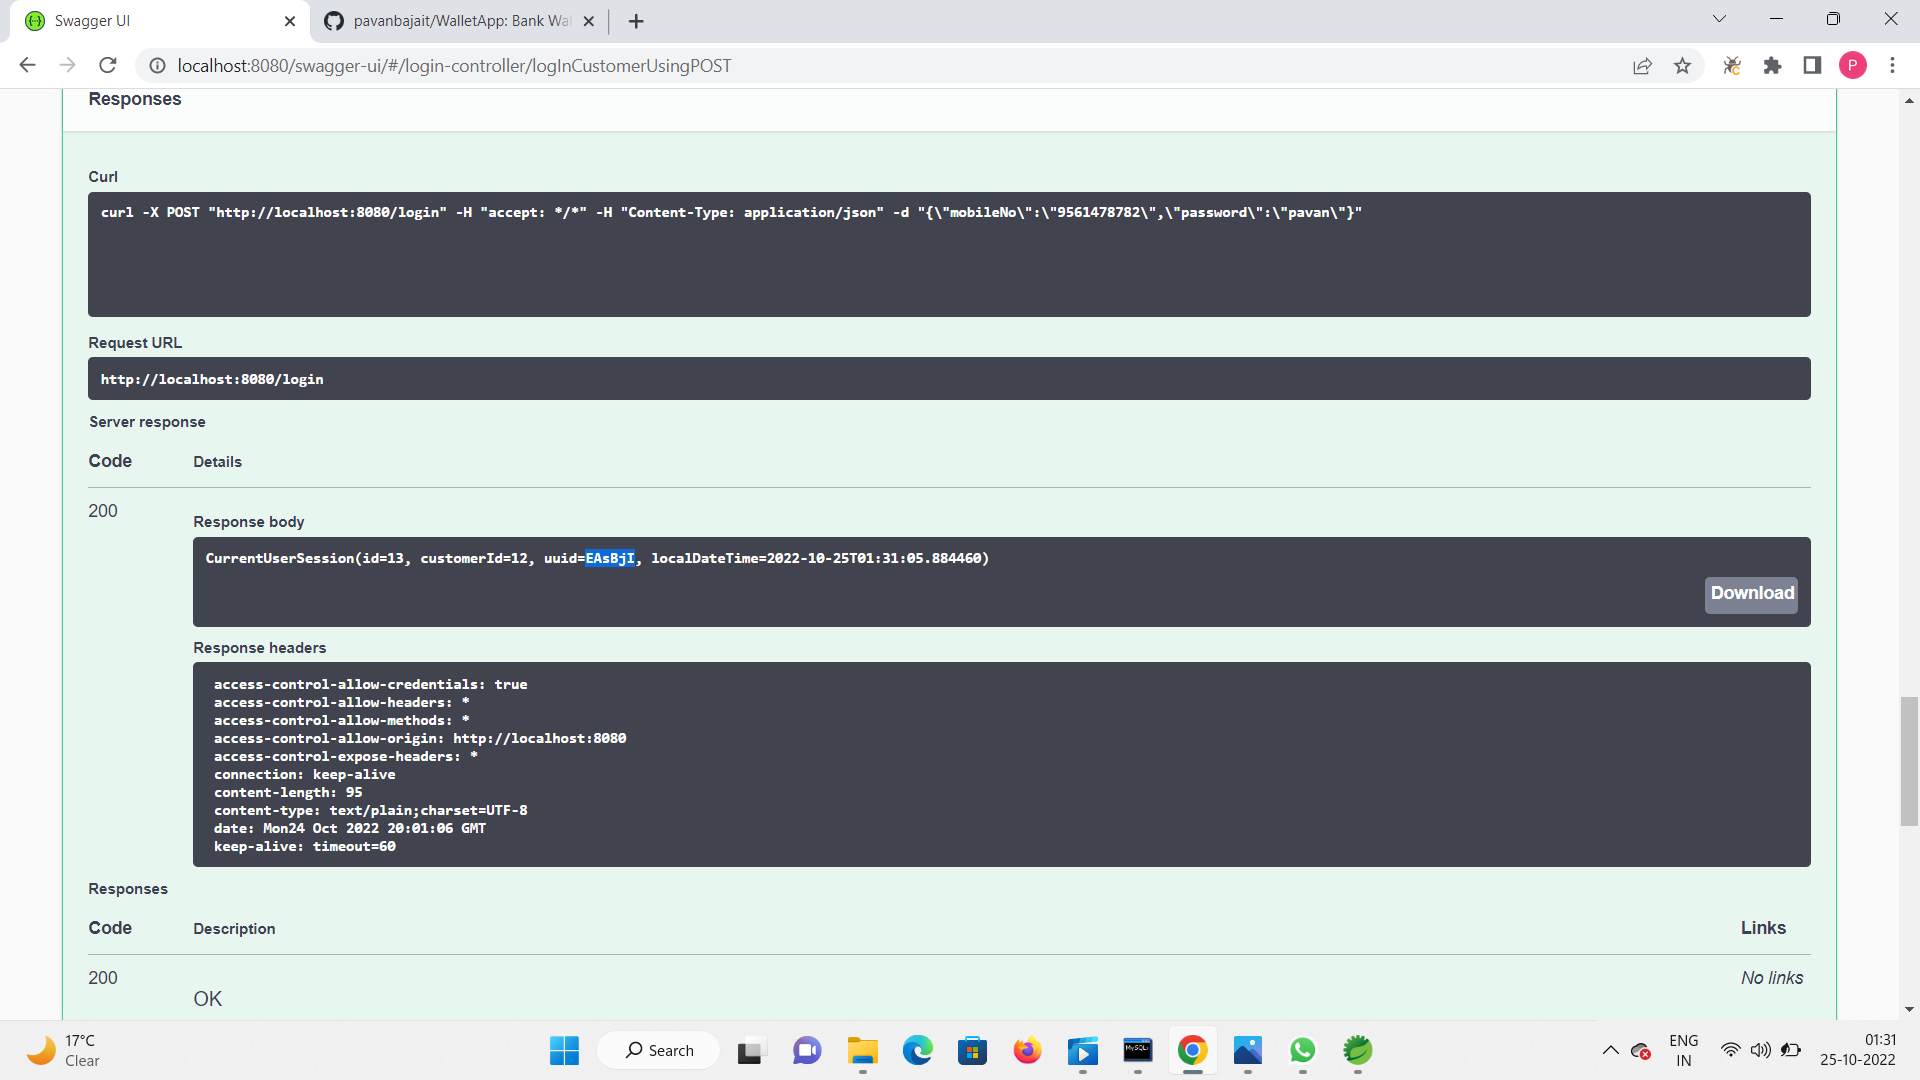 Swagger UI
pavanbajait/WalletApp: Bank Wa
localhost:8080/swagger-ui/#/login-controller/logInCustomerUsingPOST
P
Responses
Curl
curl -X POST "http://localhost:8080/login" -H "accept: */*" -H "Content-Type: application/json" -d "{\"mobileNo\":\"9561478782\",\"password\":\"pavan\"}"
Request URL
http://localhost:8080/login
Server response
Code Details
200
Response body
CurrentUserSession(id=13, customerId=12, uuid=EAsBjI, localDateTime=2022-10-25T01:31:05.884460)
Download
Response headers
access-control-allow-credentials: true
access-control-allow-headers: *
access-control-allow-methods: *
access-control-allow-origin: http://localhost:8080
access-control-expose-headers: *
connection: keep-alive
content-length: 95
content-type: text/plain;charset=UTF-8
date: Mon24 Oct 2022 20:01:06 GMT
keep-alive: timeout=60
Responses
Code Description Links
200 No links
OK
17°C
Clear
Search
MySQL
ENG
IN
01:31
25-10-2022